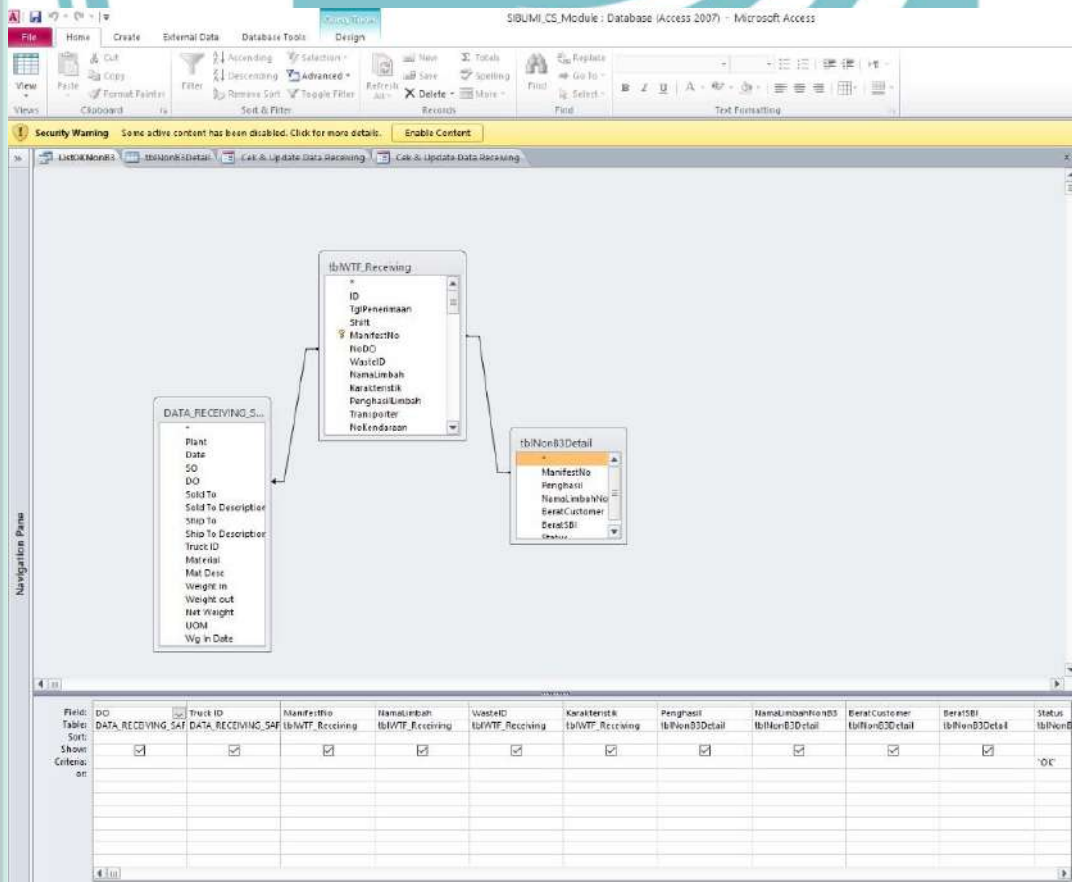 Query Tools
SIBUMI_CS_Module : Database (Access 2007) - Microsoft Access
File Home Create External Data Database Tools Design
View
Views
Paste
Cut
Copy
Format Painter
Clipboard
Filter
Ascending
Descending
Remove Sort
Selection
Advanced
Toggle Filter
Sort & Filter
Refresh All
New
Save
Delete
Totals
Spelling
More
Records
Find
Replace
Go To
Select
Find
B I U A
Text Formatting
Security Warning Some active content has been disabled. Click for more details. Enable Content
ListOKNonB3 tblNonB3Detail Cek & Update Data Receiving Cek & Update Data Receiving
Navigation Pane
tblWTF_Receiving
*
ID
TglPenerimaan
Shift
ManifestNo
NoDO
WasteID
NamaLimbah
Karakteristik
PenghasilLimbah
Transporter
NoKendaraan
DATA_RECEIVING_S...
*
Plant
Date
SO
DO
Sold To
Sold To Description
Ship To
Ship To Description
Truck ID
Material
Mat Desc
Weight in
Weight out
Net Weight
UOM
Wg In Date
tblNonB3Detail
*
ManifestNo
Penghasil
NamaLimbahNo
BeratCustomer
BeratSBI
Status
Field: DO Truck ID ManifestNo NamaLimbah WasteID Karakteristik Penghasil NamaLimbahNonB3 BeratCustomer BeratSBI Status
Table: DATA_RECEIVING_SAF DATA_RECEIVING_SAF tblWTF_Receiving tblWTF_Receiving tblWTF_Receiving tblWTF_Receiving tblNonB3Detail tblNonB3Detail tblNonB3Detail tblNonB3Detail tblNonB
Sort:
Show:
Criteria: "OK"
or: